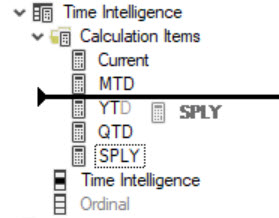 Time Intelligence
Calculation Items
Current
MTD
YTD SPLY
QTD
SPLY
Time Intelligence
Ordinal